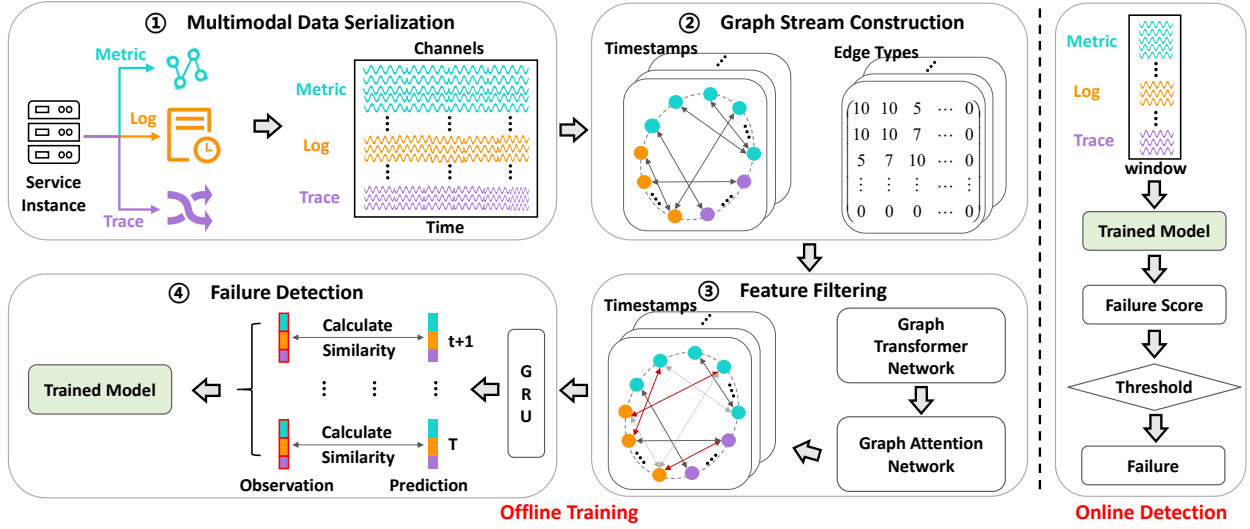 ① Multimodal Data Serialization
Metric
Log
Trace
Service
Instance
Channels
Metric
Log
Trace
Time
② Graph Stream Construction
Timestamps
Edge Types
10 10 5 ... 0
10 10 7 ... 0
5 7 10 ... 0
⋮ ⋮ ⋮ ⋮
0 0 0 ... 0
③ Feature Filtering
Timestamps
Graph
Transformer
Network
Graph Attention
Network
④ Failure Detection
G
R
U
Calculate
Similarity
t+1
Calculate
Similarity
T
Observation
Prediction
Trained Model
Offline Training
Metric
Log
Trace
window
Trained Model
Failure Score
Threshold
Failure
Online Detection